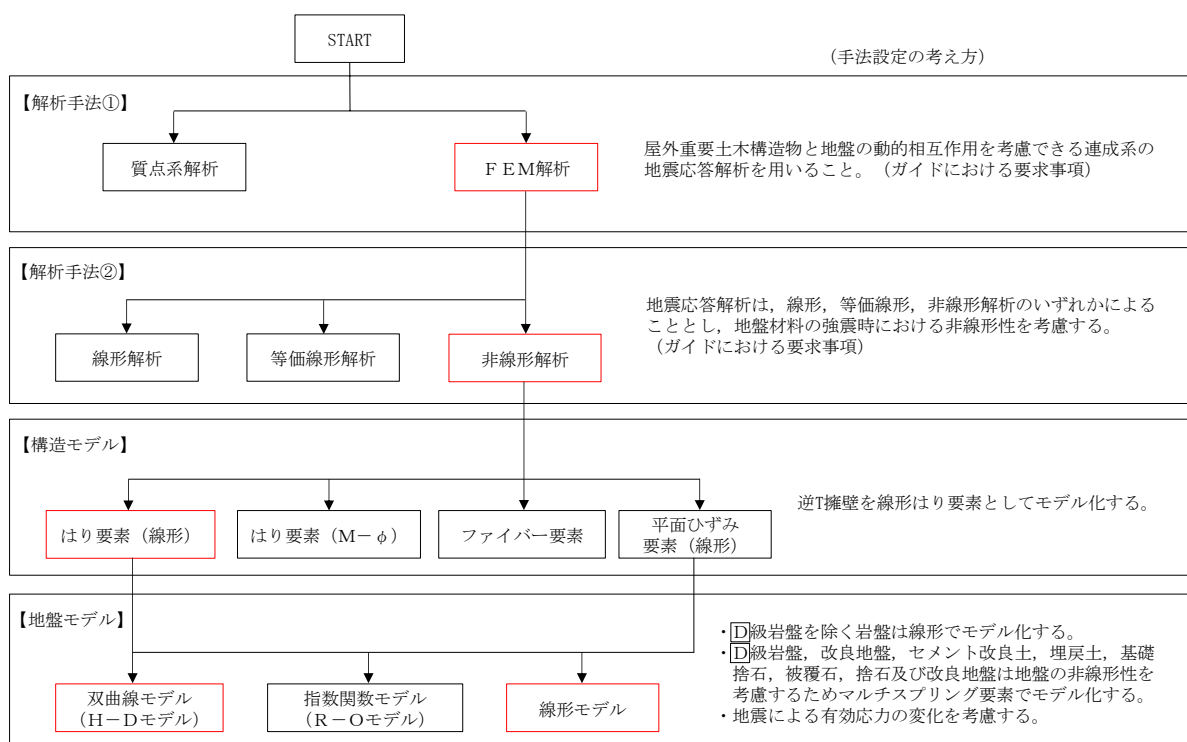 START
(手法設定の考え方)
【解析手法①】
質点系解析
FEM解析
屋外重要土木構造物と地盤の動的相互作用を考慮できる連成系の
地震応答解析を用いること。(ガイドにおける要求事項)
【解析手法②】
線形解析
等価線形解析
非線形解析
地震応答解析は,線形,等価線形,非線形解析のいずれかによる
こととし,地盤材料の強震時における非線形性を考慮する。
(ガイドにおける要求事項)
【構造モデル】
はり要素(線形)
はり要素(M-φ)
ファイバー要素
平面ひずみ
要素(線形)
逆T擁壁を線形はり要素としてモデル化する。
【地盤モデル】
双曲線モデル
(H-Dモデル)
指数関数モデル
(R-Oモデル)
線形モデル
・D級岩盤を除く岩盤は線形でモデル化する。
・D級岩盤,改良地盤,セメント改良土,埋戻土,基礎
捨石,被覆石,捨石及び改良地盤は地盤の非線形性を
考慮するためマルチスプリング要素でモデル化する。
・地震による有効応力の変化を考慮する。